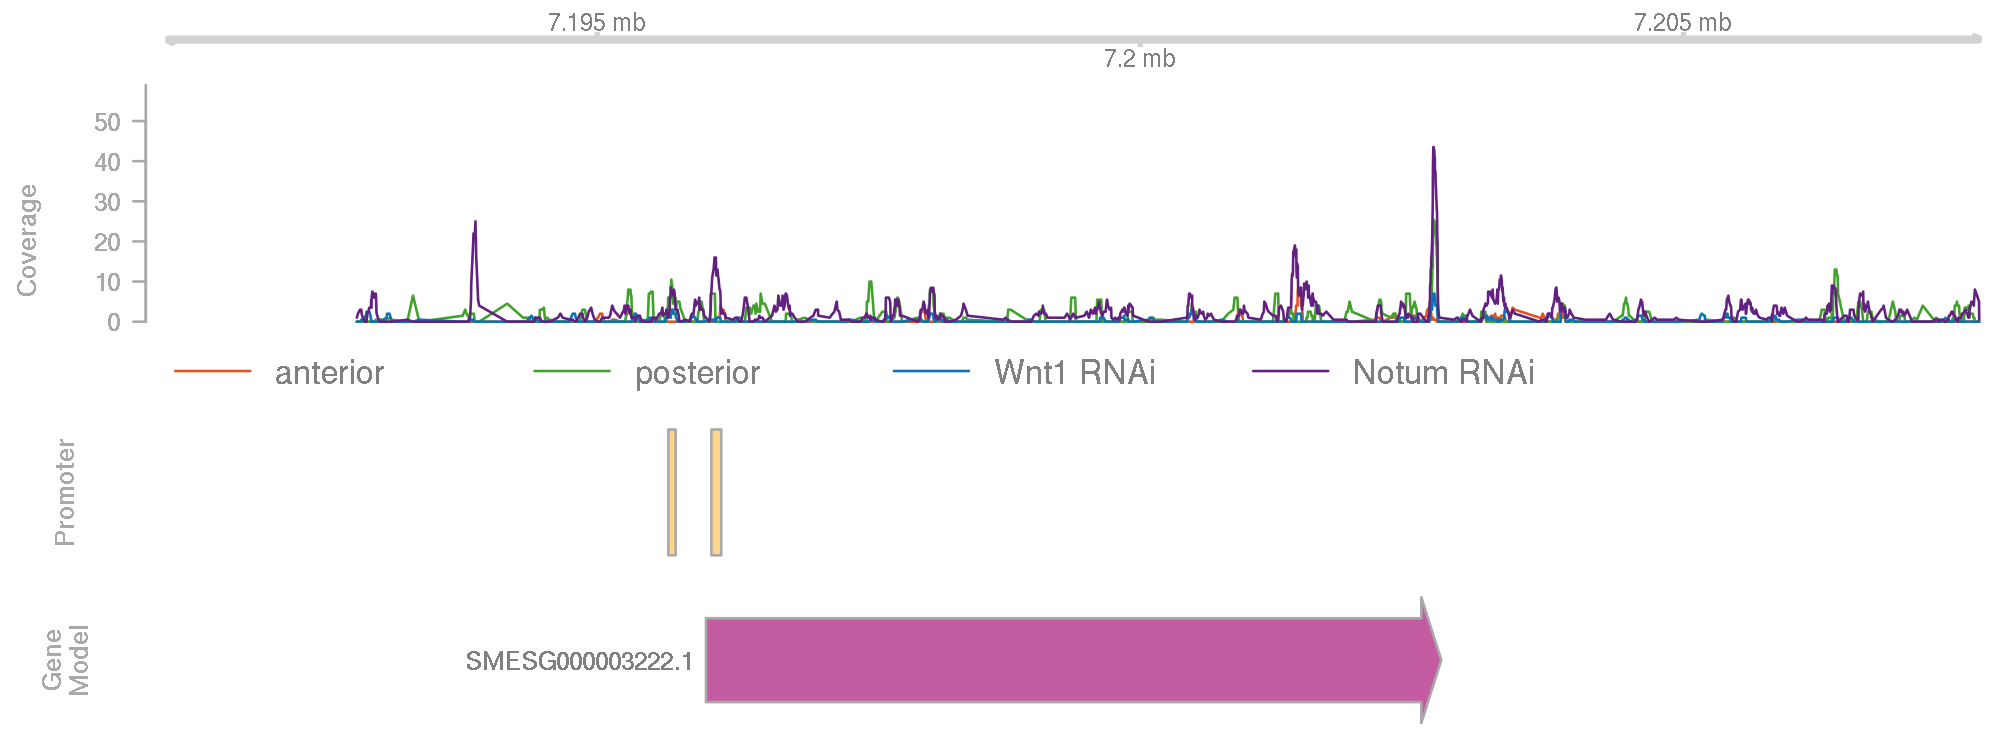 7.195 mb
7.205 mb
7.2 mb
Coverage
50
40
30
20
10
0
anterior posterior Wnt1 RNAi Notum RNAi
Promoter
Gene
Model
SMESG000003222.1